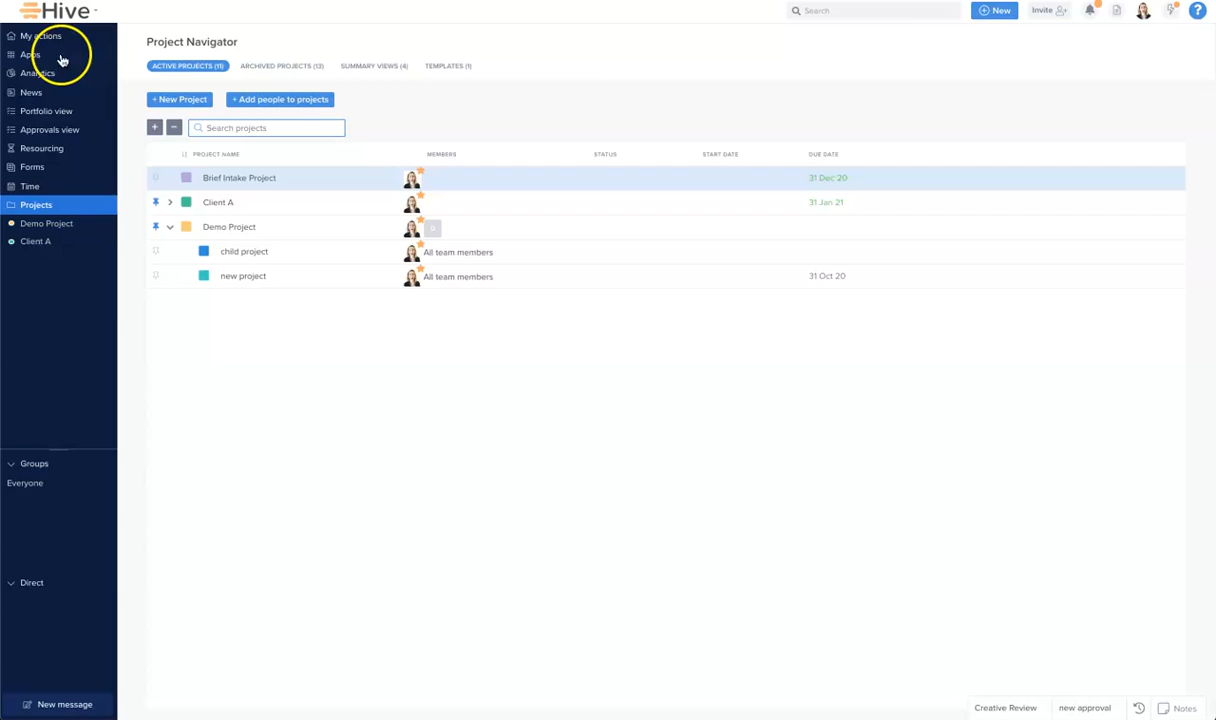 Hive
Search
New
Invite
?
My actions
Apps
Analytics
News
Portfolio view
Approvals view
Resourcing
Forms
Time
Projects
Demo Project
Client A
Groups
Everyone
Direct
New message
Project Navigator
ACTIVE PROJECTS (11)
ARCHIVED PROJECTS (13)
SUMMARY VIEWS (4)
TEMPLATES (1)
+ New Project
+ Add people to projects
+ −
Search projects
PROJECT NAME MEMBERS STATUS START DATE DUE DATE
Brief Intake Project 31 Dec '20
Client A 31 Jan '21
Demo Project
child project All team members
new project All team members 31 Oct '20
Creative Review
new approval
Notes